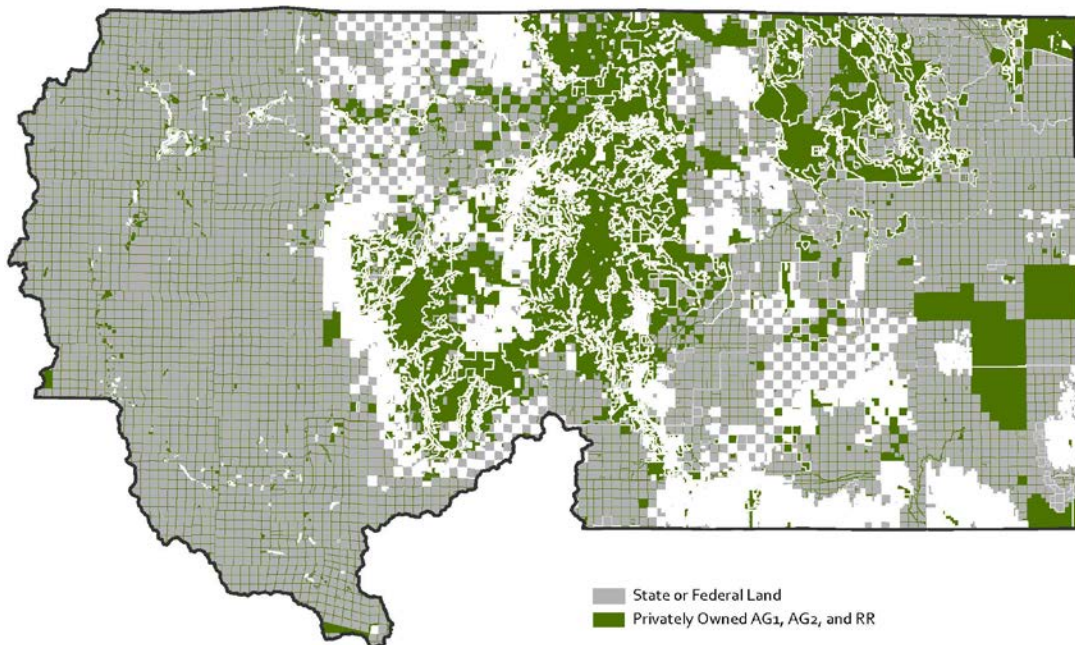 State or Federal Land
Privately Owned AG1, AG2, and RR